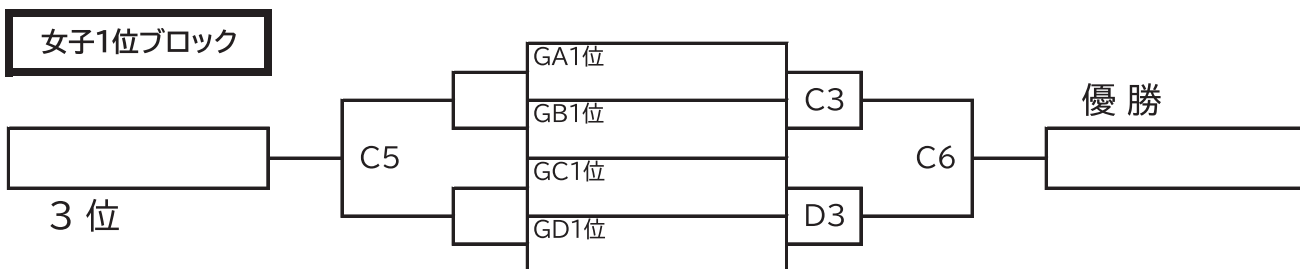 女子1位ブロック
GA1位
C3
優勝
GB1位
C5
C6
GC1位
3位
D3
GD1位